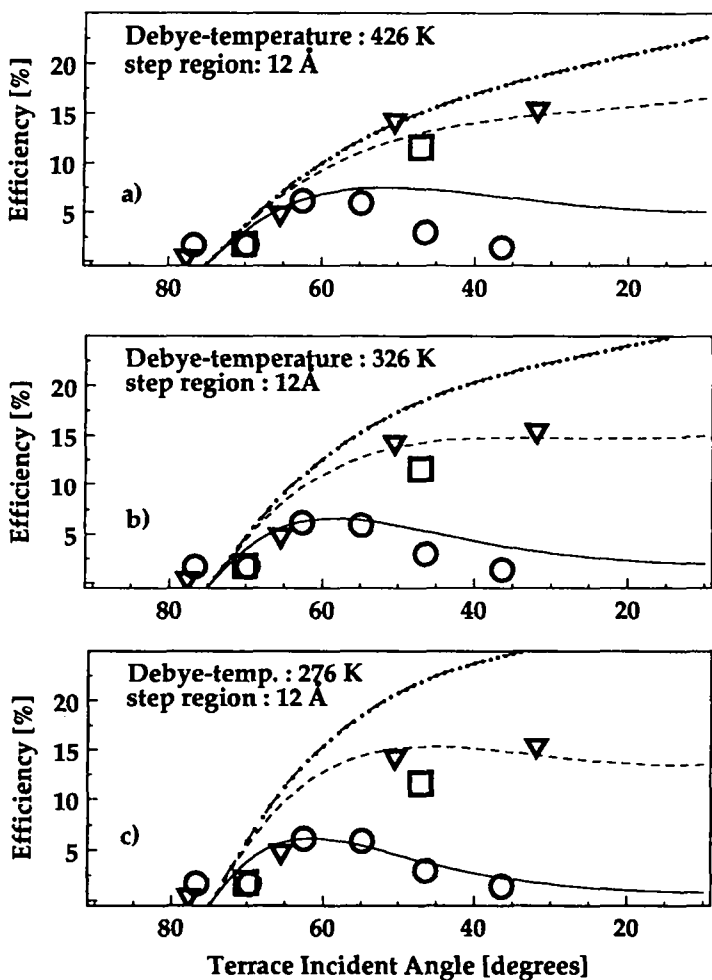 Debye-temperature : 426 K
step region: 12 Å
Efficiency [%]
20
15
10
5
a)
80
60
40
20
Debye-temperature : 326 K
step region : 12Å
Efficiency [%]
20
15
10
5
b)
80
60
40
20
Debye-temp. : 276 K
step region : 12 Å
Efficiency [%]
20
15
10
5
c)
80
60
40
20
Terrace Incident Angle [degrees]